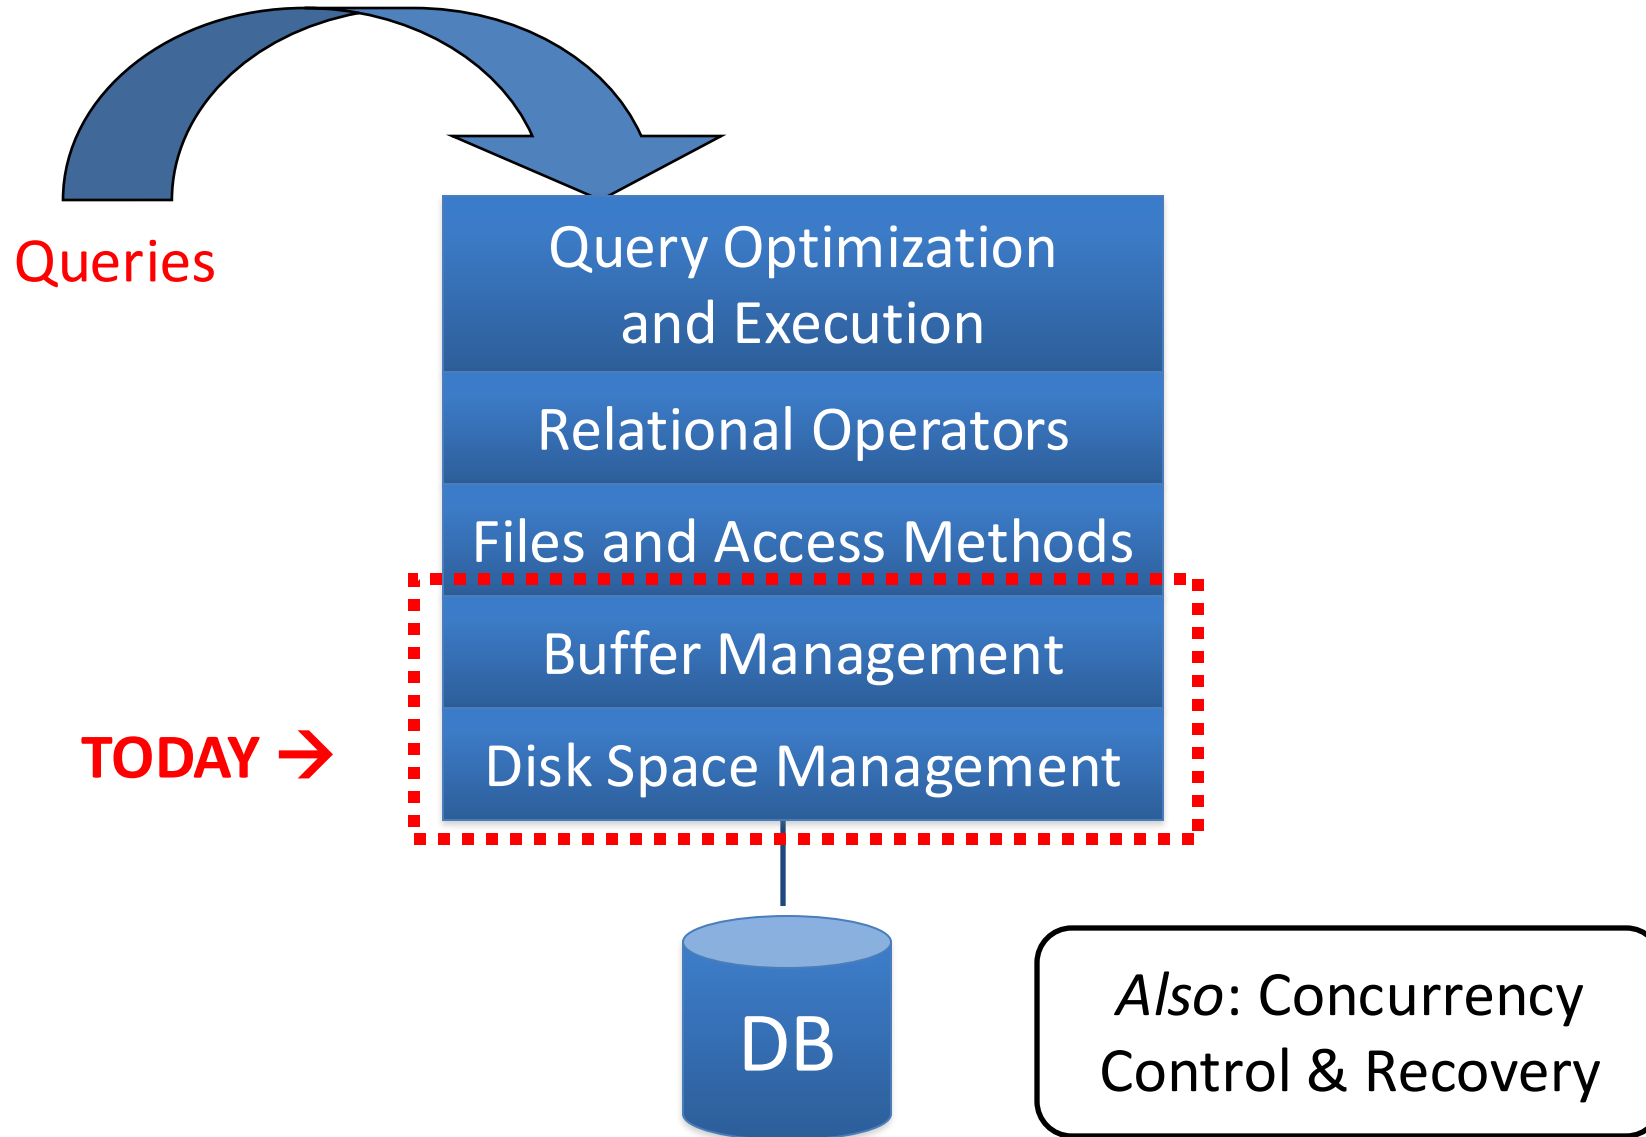 Queries
Query Optimization
and Execution
Relational Operators
Files and Access Methods
Buffer Management
TODAY →
Disk Space Management
DB
Also: Concurrency
Control & Recovery